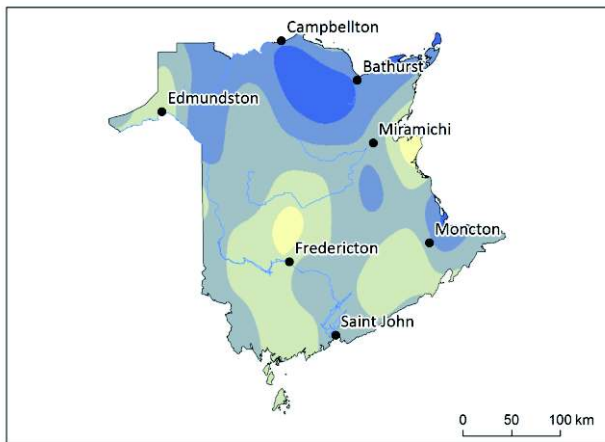 Campbellton
Bathurst
Edmundston
Miramichi
Moncton
Fredericton
Saint John
0 50 100 km